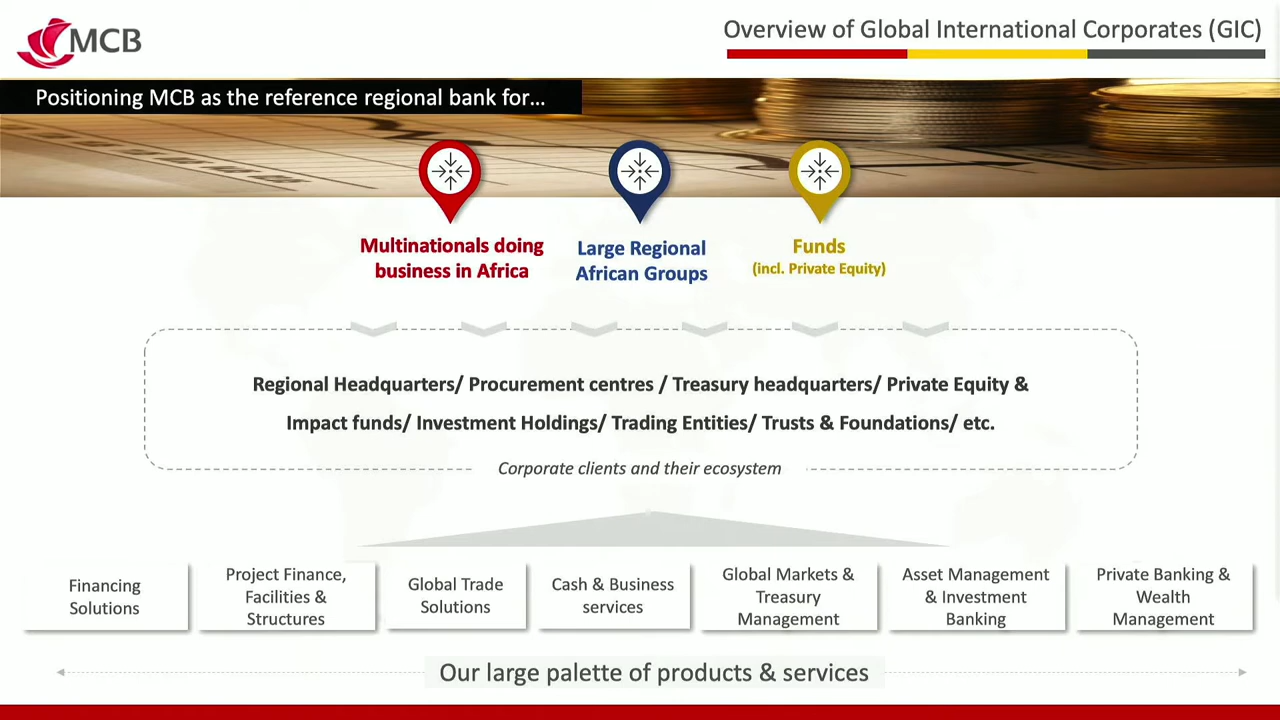 MCB
Overview of Global International Corporates (GIC)
Positioning MCB as the reference regional bank for...
Multinationals doing
business in Africa
Large Regional
African Groups
Funds
(incl. Private Equity)
Regional Headquarters/ Procurement centres / Treasury headquarters/ Private Equity &
Impact funds/ Investment Holdings/ Trading Entities/ Trusts & Foundations/ etc.
Corporate clients and their ecosystem
Financing
Solutions
Project Finance,
Facilities &
Structures
Global Trade
Solutions
Cash & Business
services
Global Markets &
Treasury
Management
Asset Management
& Investment
Banking
Private Banking &
Wealth
Management
Our large palette of products & services